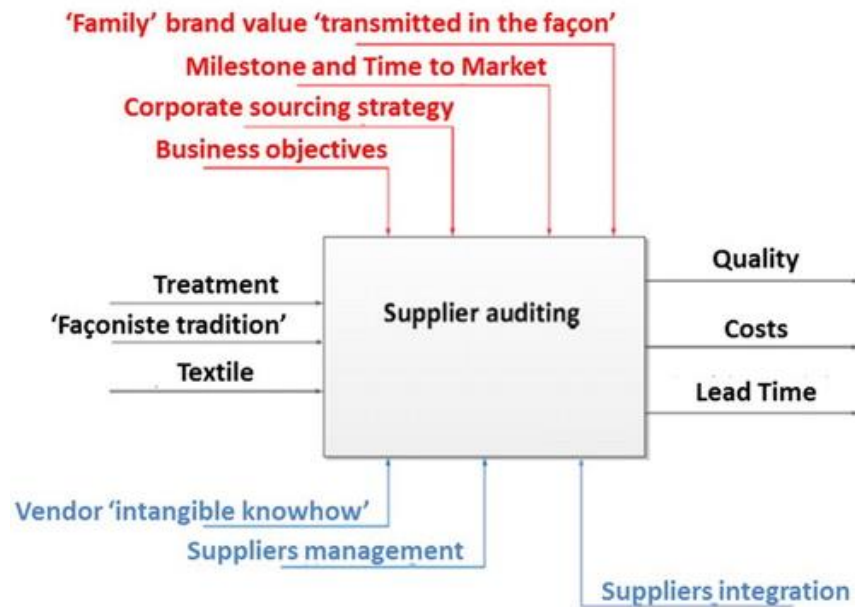 ‘Family’ brand value ‘transmitted in the façon’
Milestone and Time to Market
Corporate sourcing strategy
Business objectives
Treatment
‘Façoniste tradition’
Textile
Supplier auditing
Quality
Costs
Lead Time
Vendor ‘intangible knowhow’
Suppliers management
Suppliers integration